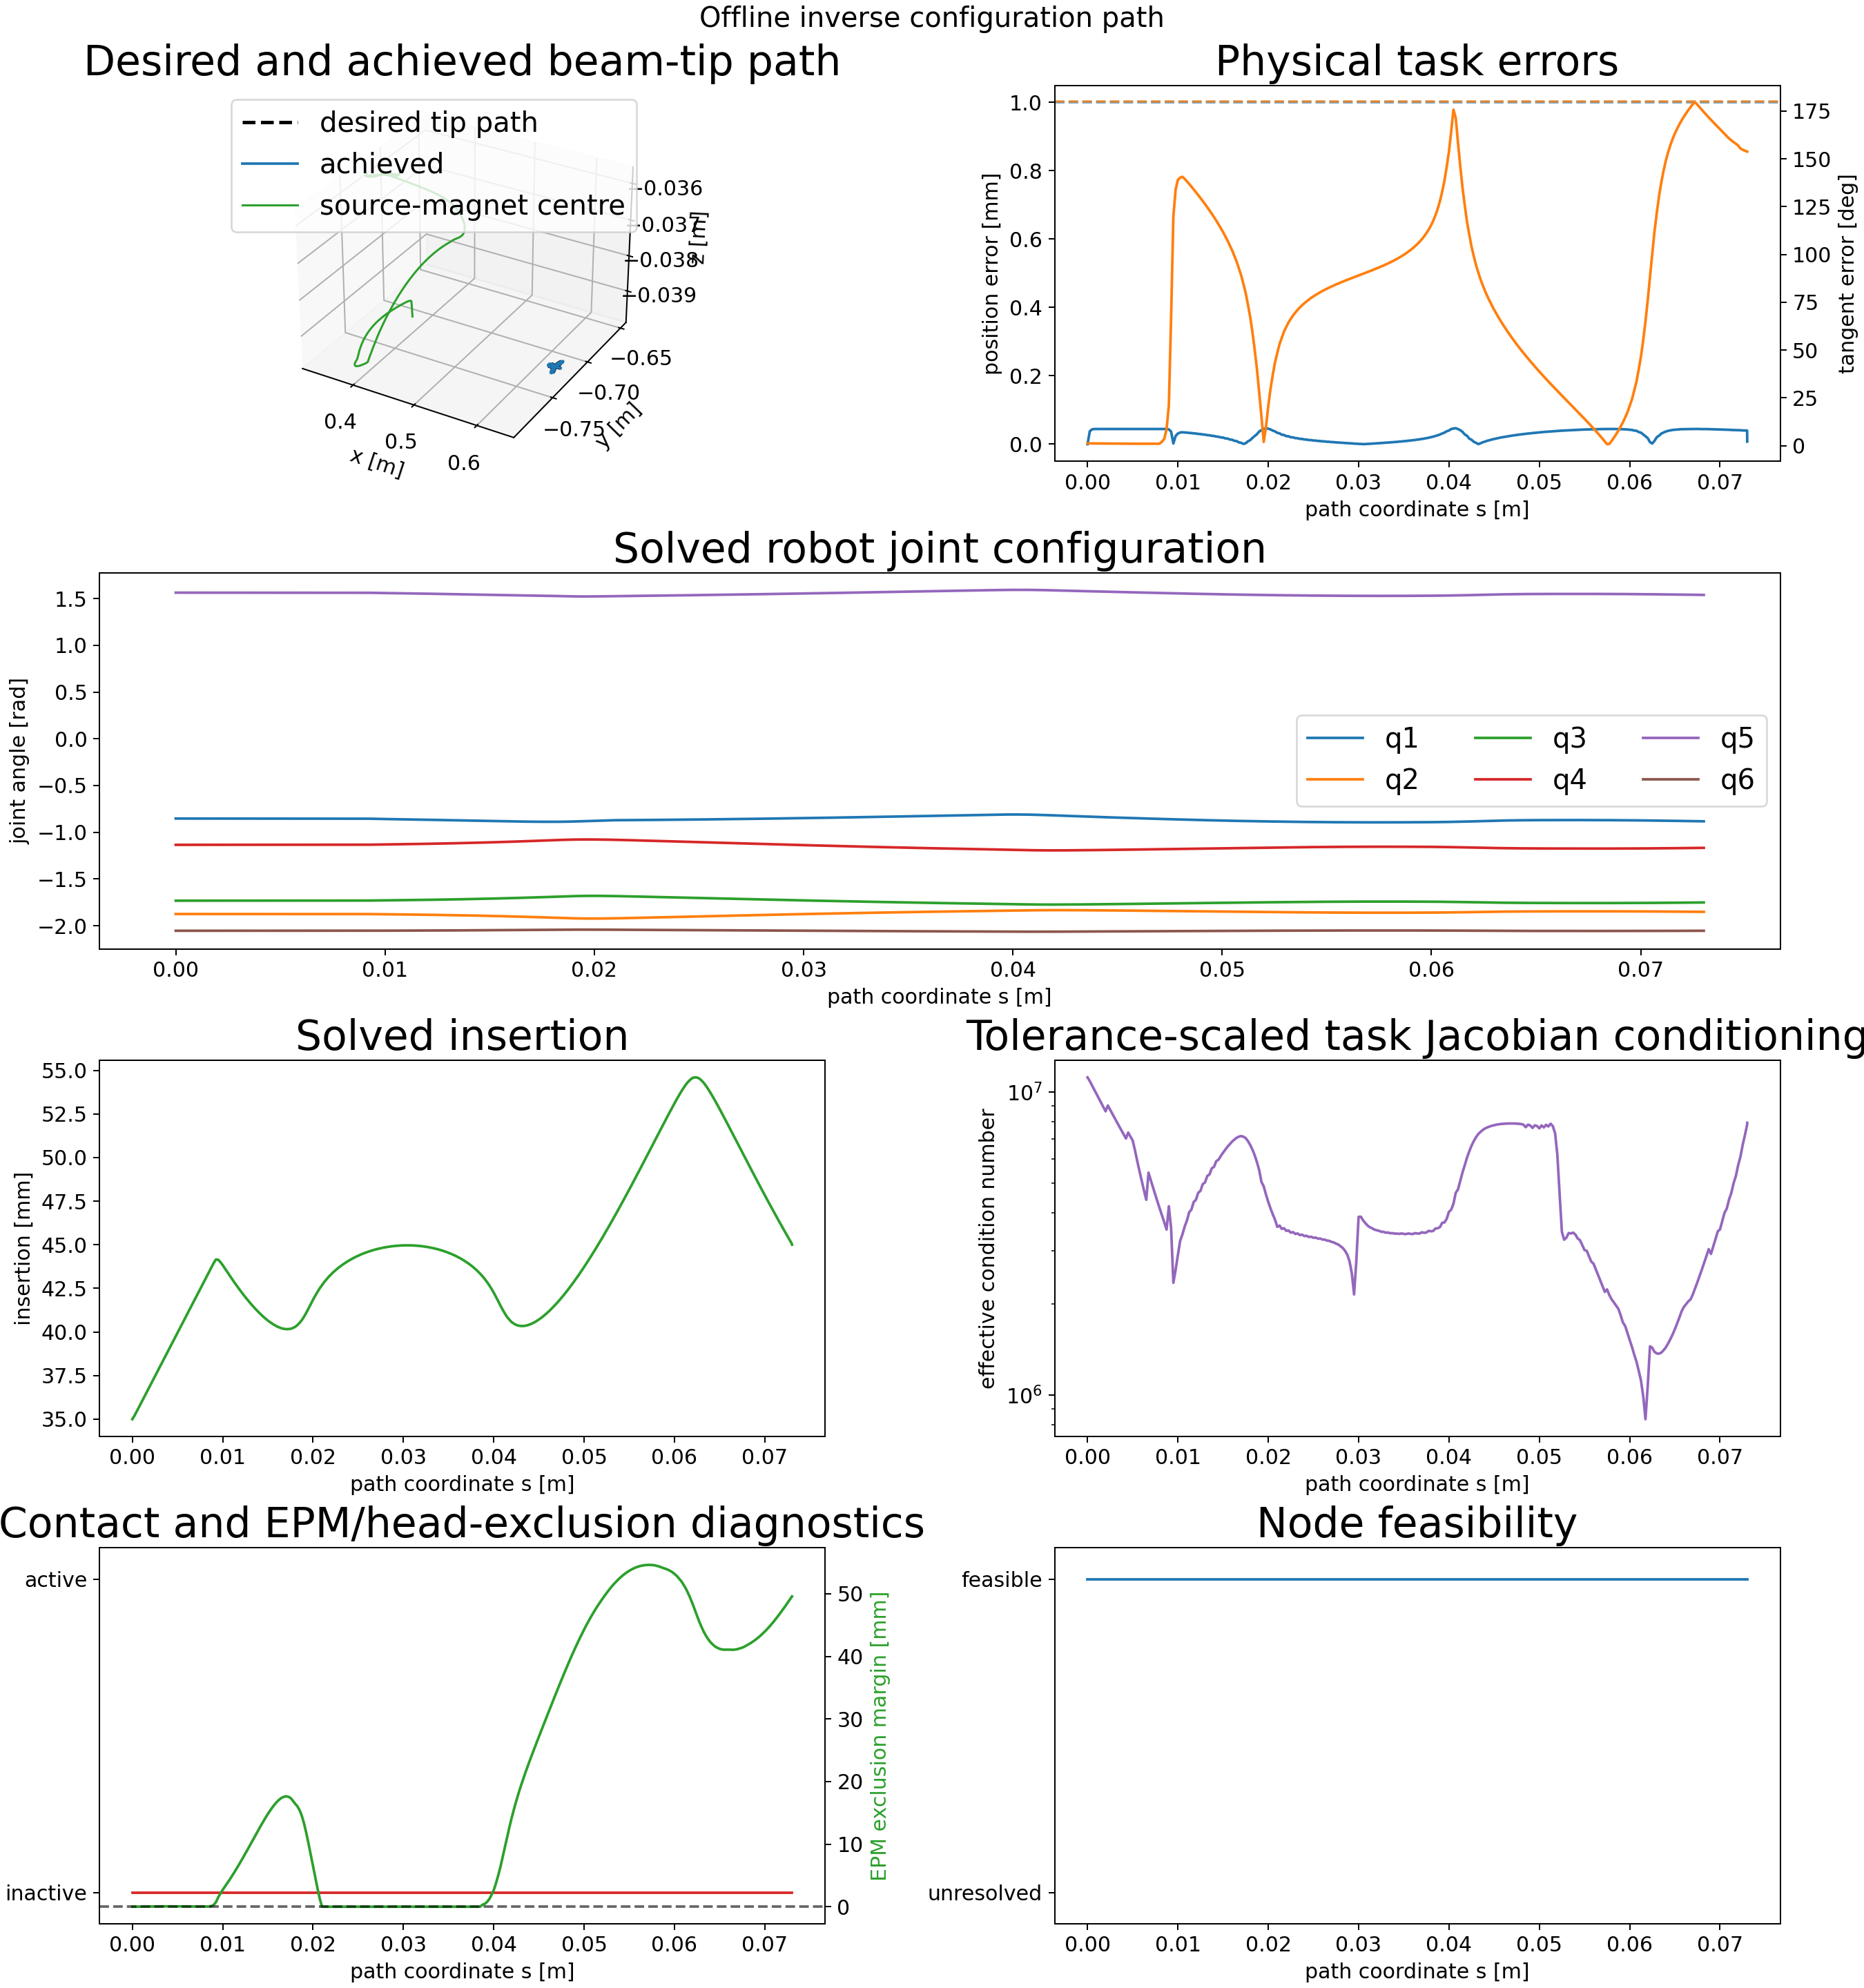 Offline inverse configuration path
Desired and achieved beam-tip path
desired tip path
achieved
source-magnet centre
−0.036
−0.037
−0.038
−0.039
z [m]
−0.65
−0.70
−0.75
y [m]
0.4
0.5
0.6
x [m]
Physical task errors
1.0
0.8
0.6
0.4
0.2
0.0
position error [mm]
175
150
125
100
75
50
25
0
tangent error [deg]
0.00 0.01 0.02 0.03 0.04 0.05 0.06 0.07
path coordinate s [m]
Solved robot joint configuration
1.5
1.0
0.5
0.0
−0.5
−1.0
−1.5
−2.0
joint angle [rad]
q1 q3 q5
q2 q4 q6
0.00 0.01 0.02 0.03 0.04 0.05 0.06 0.07
path coordinate s [m]
Solved insertion
55.0
52.5
50.0
47.5
45.0
42.5
40.0
37.5
35.0
insertion [mm]
0.00 0.01 0.02 0.03 0.04 0.05 0.06 0.07
path coordinate s [m]
Tolerance-scaled task Jacobian conditioning
10⁷
10⁶
effective condition number
0.00 0.01 0.02 0.03 0.04 0.05 0.06 0.07
path coordinate s [m]
Contact and EPM/head-exclusion diagnostics
active
inactive
50
40
30
20
10
0
EPM exclusion margin [mm]
0.00 0.01 0.02 0.03 0.04 0.05 0.06 0.07
path coordinate s [m]
Node feasibility
feasible
unresolved
0.00 0.01 0.02 0.03 0.04 0.05 0.06 0.07
path coordinate s [m]